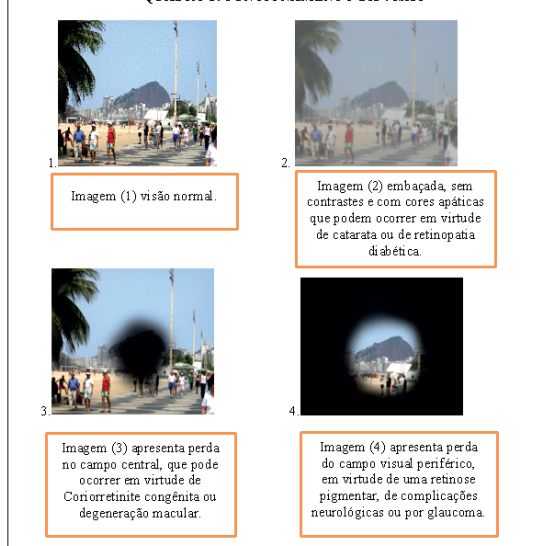 1.
Imagem (1) visão normal.
2.
Imagem (2) embaçada, sem
contrastes e com cores apáticas
que podem ocorrer em virtude
de catarata ou de retinopatia
diabética.
3.
Imagem (3) apresenta perda
no campo central, que pode
ocorrer em virtude de
Coriorretinite congênita ou
degeneração macular.
4.
Imagem (4) apresenta perda
do campo visual periférico,
em virtude de uma retinose
pigmentar, de complicações
neurológicas ou por glaucoma.